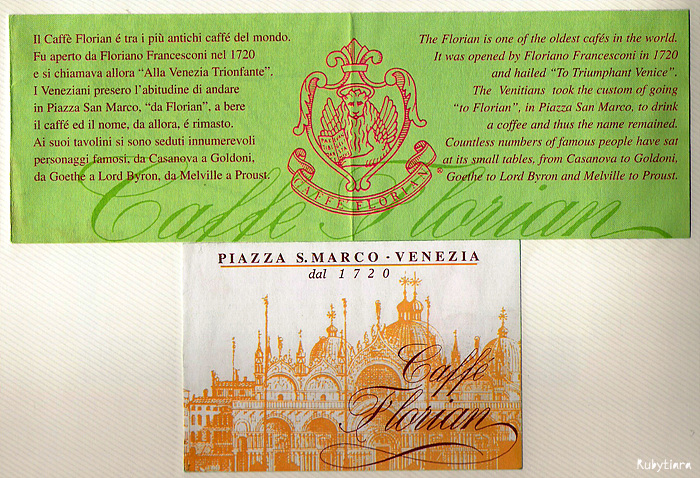 Il Caffè Florian é tra i più antichi caffé del mondo.
Fu aperto da Floriano Francesconi nel 1720
e si chiamava allora "Alla Venezia Trionfante".
I Veneziani presero l'abitudine di andare
in Piazza San Marco, "da Florian", a bere
il caffé ed il nome, da allora, é rimasto.
Ai suoi tavolini si sono seduti innumerevoli
personaggi famosi, da Casanova a Goldoni,
da Goethe a Lord Byron, da Melville a Proust.
CAFFÈ FLORIAN ®
The Florian is one of the oldest cafés in the world.
It was opened by Floriano Francesconi in 1720
and hailed "To Triumphant Venice".
The Venitians took the custom of going
"to Florian", in Piazza San Marco, to drink
a coffee and thus the name remained.
Countless numbers of famous people have sat
at its small tables, from Casanova to Goldoni,
Goethe to Lord Byron and Melville to Proust.
Caffè Florian
PIAZZA S. MARCO · VENEZIA
dal 1720
Caffè
Florian
Rubytiara